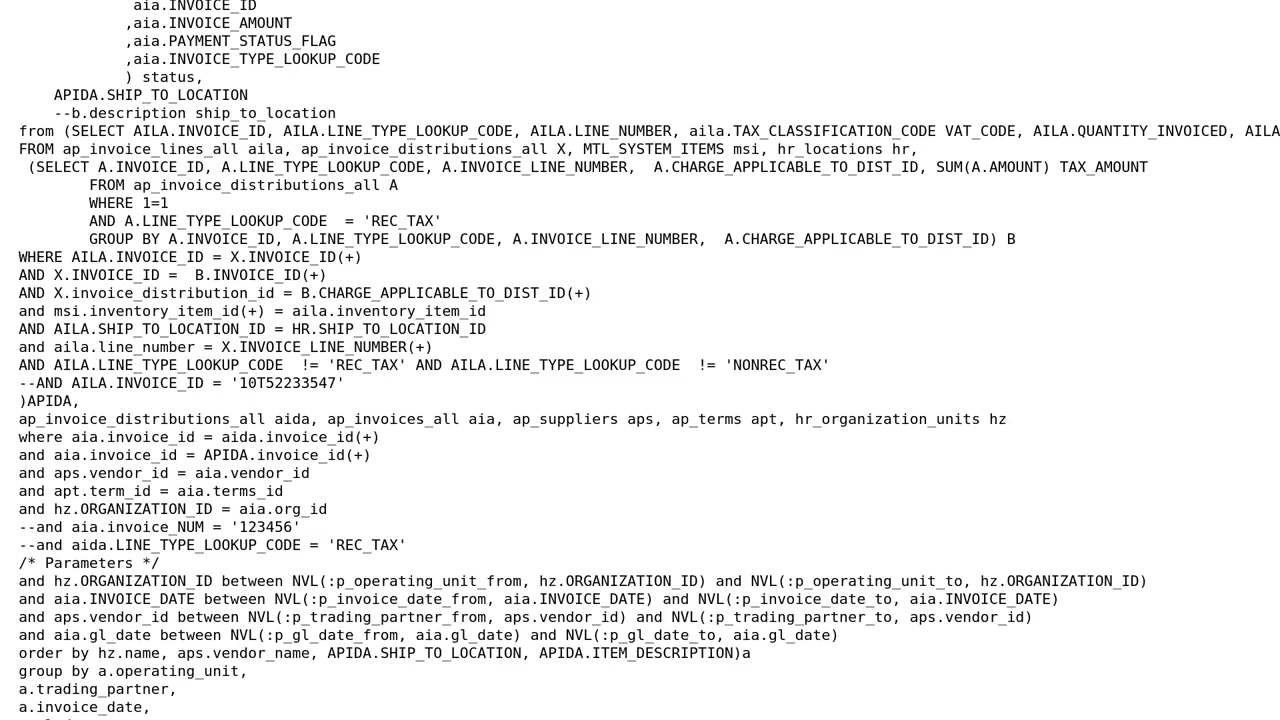 aia.INVOICE_ID
,aia.INVOICE_AMOUNT
,aia.PAYMENT_STATUS_FLAG
,aia.INVOICE_TYPE_LOOKUP_CODE
) status,
APIDA.SHIP_TO_LOCATION
--b.description ship_to_location
from (SELECT AILA.INVOICE_ID, AILA.LINE_TYPE_LOOKUP_CODE, AILA.LINE_NUMBER, aila.TAX_CLASSIFICATION_CODE VAT_CODE, AILA.QUANTITY_INVOICED, AILA
FROM ap_invoice_lines_all aila, ap_invoice_distributions_all X, MTL_SYSTEM_ITEMS msi, hr_locations hr,
(SELECT A.INVOICE_ID, A.LINE_TYPE_LOOKUP_CODE, A.INVOICE_LINE_NUMBER,  A.CHARGE_APPLICABLE_TO_DIST_ID, SUM(A.AMOUNT) TAX_AMOUNT
FROM ap_invoice_distributions_all A
WHERE 1=1
AND A.LINE_TYPE_LOOKUP_CODE  = 'REC_TAX'
GROUP BY A.INVOICE_ID, A.LINE_TYPE_LOOKUP_CODE, A.INVOICE_LINE_NUMBER,  A.CHARGE_APPLICABLE_TO_DIST_ID) B
WHERE AILA.INVOICE_ID = X.INVOICE_ID(+)
AND X.INVOICE_ID =  B.INVOICE_ID(+)
AND X.invoice_distribution_id = B.CHARGE_APPLICABLE_TO_DIST_ID(+)
and msi.inventory_item_id(+) = aila.inventory_item_id
AND AILA.SHIP_TO_LOCATION_ID = HR.SHIP_TO_LOCATION_ID
and aila.line_number = X.INVOICE_LINE_NUMBER(+)
AND AILA.LINE_TYPE_LOOKUP_CODE  != 'REC_TAX' AND AILA.LINE_TYPE_LOOKUP_CODE  != 'NONREC_TAX'
--AND AILA.INVOICE_ID = '10T52233547'
)APIDA,
ap_invoice_distributions_all aida, ap_invoices_all aia, ap_suppliers aps, ap_terms apt, hr_organization_units hz
where aia.invoice_id = aida.invoice_id(+)
and aia.invoice_id = APIDA.invoice_id(+)
and aps.vendor_id = aia.vendor_id
and apt.term_id = aia.terms_id
and hz.ORGANIZATION_ID = aia.org_id
--and aia.invoice_NUM = '123456'
--and aida.LINE_TYPE_LOOKUP_CODE = 'REC_TAX'
/* Parameters */
and hz.ORGANIZATION_ID between NVL(:p_operating_unit_from, hz.ORGANIZATION_ID) and NVL(:p_operating_unit_to, hz.ORGANIZATION_ID)
and aia.INVOICE_DATE between NVL(:p_invoice_date_from, aia.INVOICE_DATE) and NVL(:p_invoice_date_to, aia.INVOICE_DATE)
and aps.vendor_id between NVL(:p_trading_partner_from, aps.vendor_id) and NVL(:p_trading_partner_to, aps.vendor_id)
and aia.gl_date between NVL(:p_gl_date_from, aia.gl_date) and NVL(:p_gl_date_to, aia.gl_date)
order by hz.name, aps.vendor_name, APIDA.SHIP_TO_LOCATION, APIDA.ITEM_DESCRIPTION)a
group by a.operating_unit,
a.trading_partner,
a.invoice_date,